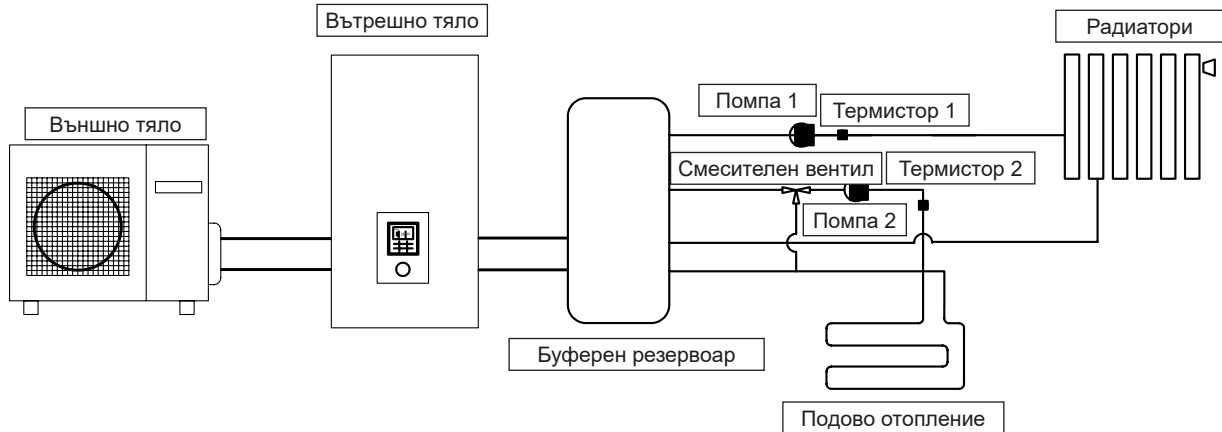 Вътрешно тяло
Радиатори
Външно тяло
Помпа 1
Термистор 1
Смесителен вентил
Термистор 2
Помпа 2
Буферен резервоар
Подово отопление